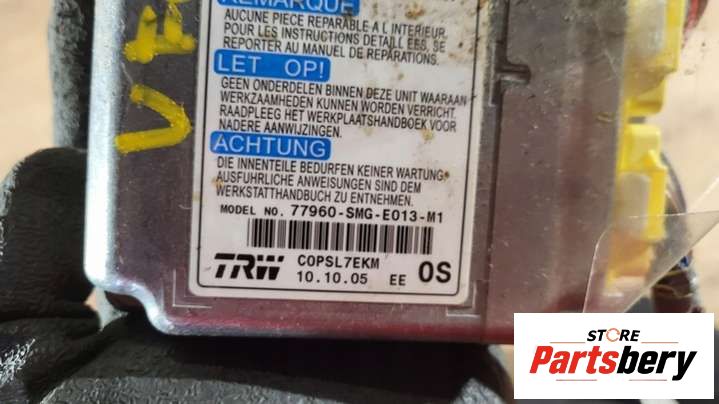 REMARQUE
AUCUNE PIECE REPARABLE A L INTERIEUR.
POUR LES INSTRUCTIONS DETAILLEES, SE
REPORTER AU MANUEL DE REPARATIONS.
LET OP!
GEEN ONDERDELEN BINNEN DEZE UNIT WAARAAN
WERKZAAMHEDEN KUNNEN WORDEN VERRICHT.
RAADPLEEG HET WERKPLAATSHANDBOEK VOOR
NADERE AANWIJZINGEN.
ACHTUNG
DIE INNENTEILE BEDURFEN KEINER WARTUNG.
AUSFUHRLICHE ANWEISUNGEN SIND DEM
WERKSTATTHANDBUCH ZU ENTNEHMEN.
MODEL NO. 77960-SMG-E013-M1
TRW COPSL7EKM
10.10.05 EE OS
STORE
Partsbery